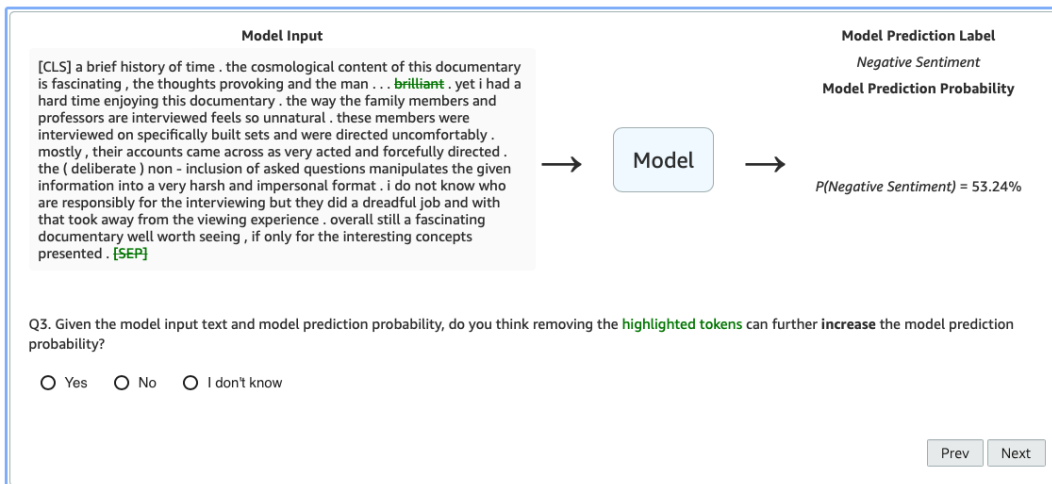 Model Input
[CLS] a brief history of time . the cosmological content of this documentary
is fascinating , the thoughts provoking and the man . . . brilliant . yet i had a
hard time enjoying this documentary . the way the family members and
professors are interviewed feels so unnatural . these members were
interviewed on specifically built sets and were directed uncomfortably .
mostly , their accounts came across as very acted and forcefully directed .
the ( deliberate ) non - inclusion of asked questions manipulates the given
information into a very harsh and impersonal format . i do not know who
are responsibly for the interviewing but they did a dreadful job and with
that took away from the viewing experience . overall still a fascinating
documentary well worth seeing , if only for the interesting concepts
presented . [SEP]
Model
Model Prediction Label
Negative Sentiment
Model Prediction Probability
P(Negative Sentiment) = 53.24%
Q3. Given the model input text and model prediction probability, do you think removing the highlighted tokens can further increase the model prediction
probability?
Yes No I don't know
Prev Next